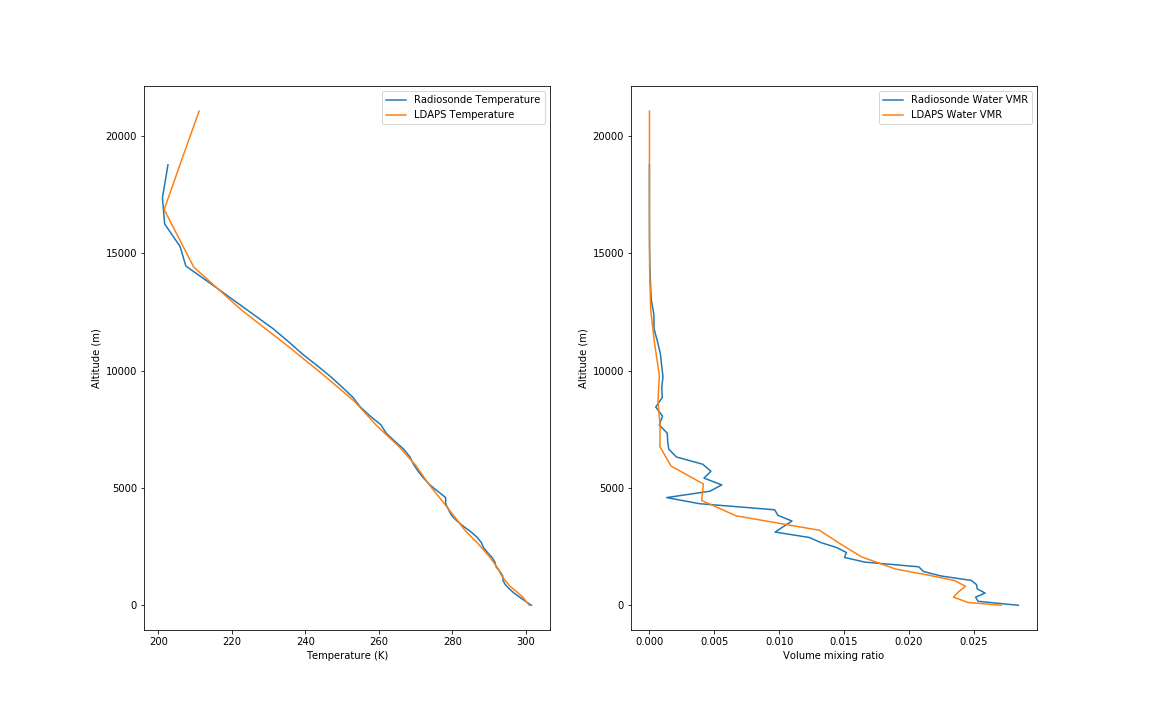 Radiosonde Temperature
LDAPS Temperature
20000
15000
10000
5000
0
Altitude (m)
200 220 240 260 280 300
Temperature (K)
Radiosonde Water VMR
LDAPS Water VMR
20000
15000
10000
5000
0
Altitude (m)
0.000 0.005 0.010 0.015 0.020 0.025
Volume mixing ratio